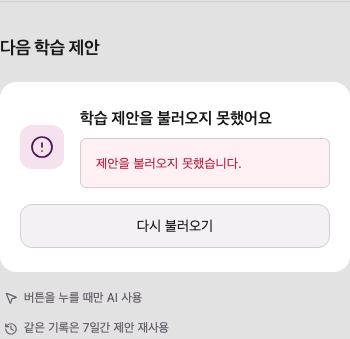 다음 학습 제안
학습 제안을 불러오지 못했어요
제안을 불러오지 못했습니다.
다시 불러오기
버튼을 누를 때만 AI 사용
같은 기록은 7일간 제안 재사용